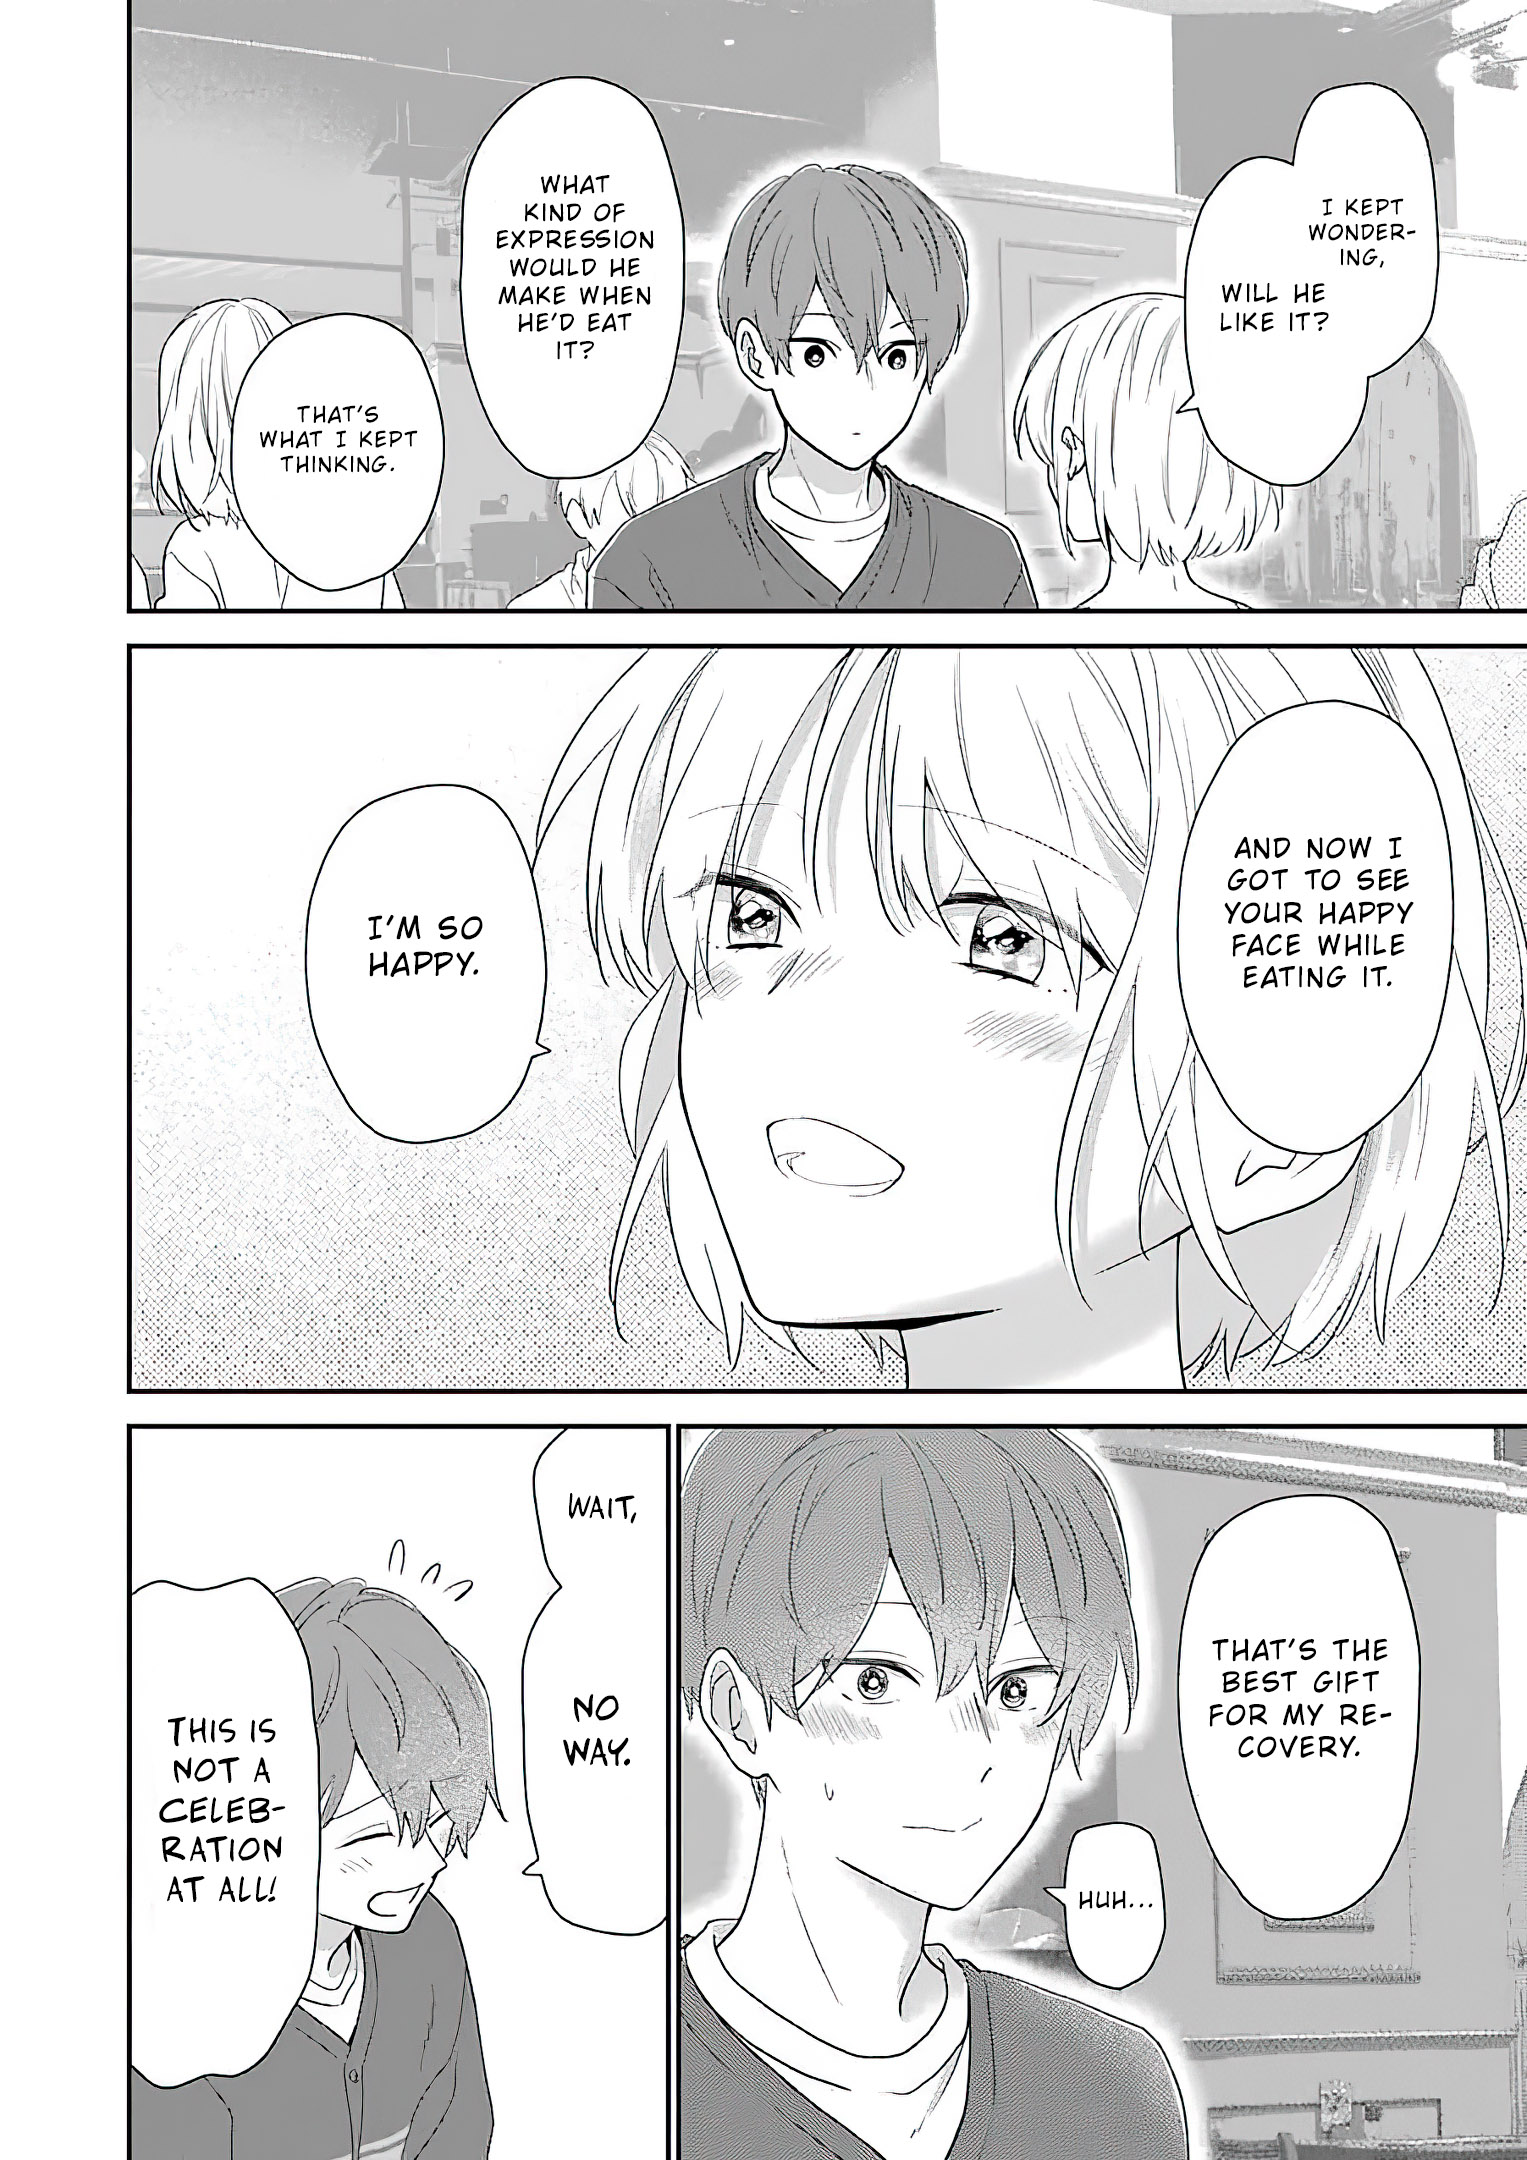 I KEPT
WONDER-
ING,
WILL HE
LIKE IT?
WHAT
KIND OF
EXPRESSION
WOULD HE
MAKE WHEN
HE'D EAT
IT?
THAT'S
WHAT I KEPT
THINKING.
AND NOW I
GOT TO SEE
YOUR HAPPY
FACE WHILE
EATING IT.
I'M SO
HAPPY.
THAT'S THE
BEST GIFT
FOR MY RE-
COVERY.
HUH...
WAIT,
NO
WAY.
THIS IS
NOT A
CELEB-
RATION
AT ALL!